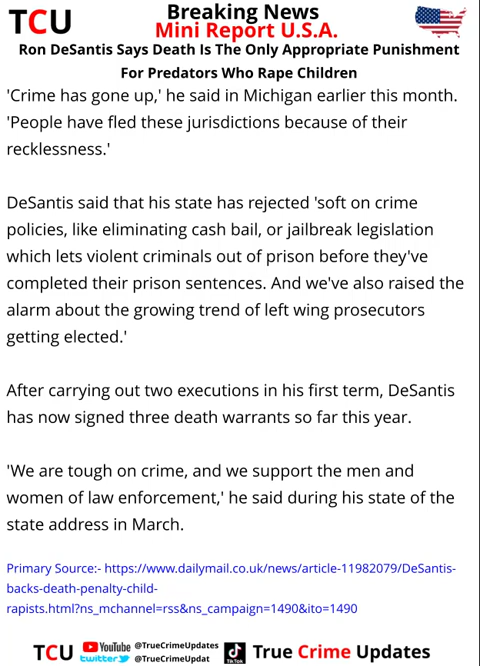 TCU
Breaking News
Mini Report U.S.A.
Ron DeSantis Says Death Is The Only Appropriate Punishment
For Predators Who Rape Children
'Crime has gone up,' he said in Michigan earlier this month.
'People have fled these jurisdictions because of their
recklessness.'
DeSantis said that his state has rejected 'soft on crime
policies, like eliminating cash bail, or jailbreak legislation
which lets violent criminals out of prison before they've
completed their prison sentences. And we've also raised the
alarm about the growing trend of left wing prosecutors
getting elected.'
After carrying out two executions in his first term, DeSantis
has now signed three death warrants so far this year.
'We are tough on crime, and we support the men and
women of law enforcement,' he said during his state of the
state address in March.
Primary Source:- https://www.dailymail.co.uk/news/article-11982079/DeSantis-
backs-death-penalty-child-
rapists.html?ns_mchannel=rss&ns_campaign=1490&ito=1490
TCU
YouTube @TrueCrimeUpdates
twitter @TrueCrimeUpdat
TikTok
True Crime Updates